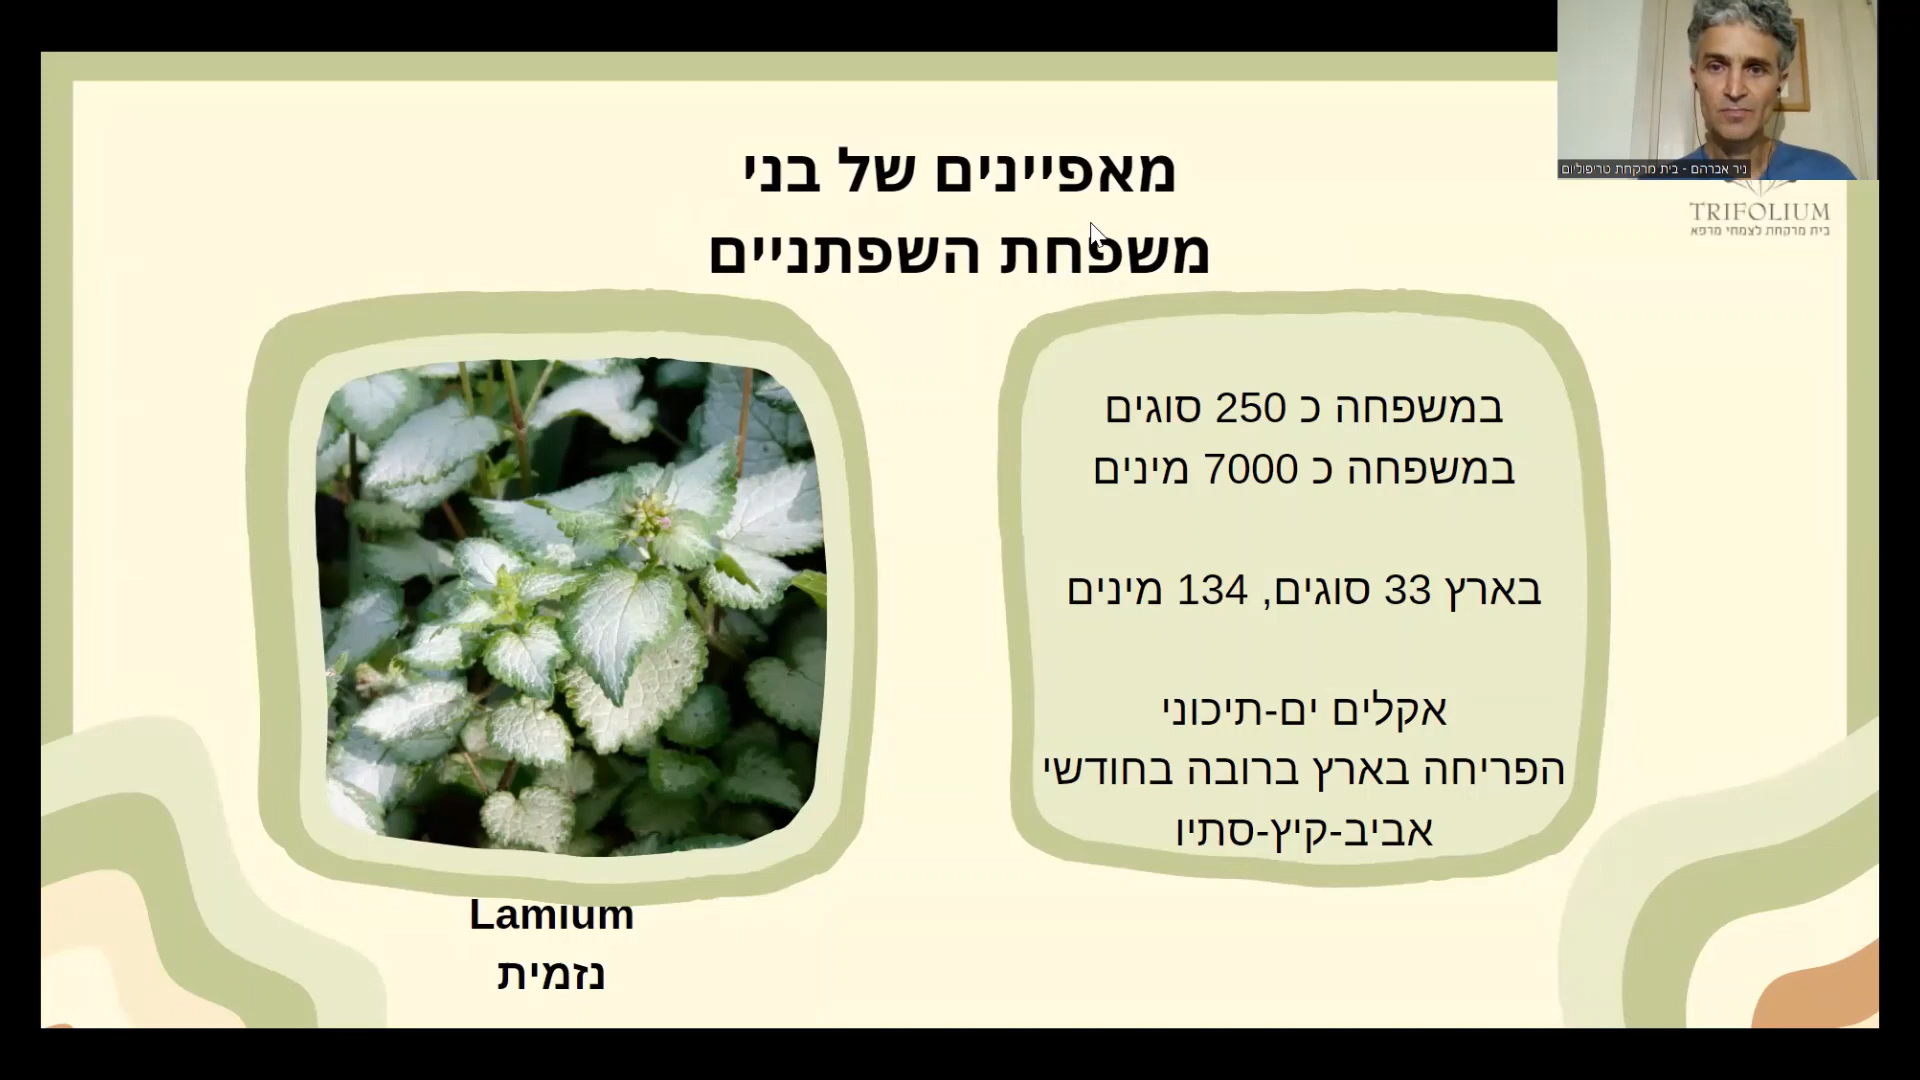 מאפיינים של בני
משפחת השפתניים
ניר אברהם - בית מרקחת טריפוליום
TRIFOLIUM
בית מרקחת לצמחי מרפא
במשפחה כ 250 סוגים
במשפחה כ 7000 מינים
בארץ 33 סוגים, 134 מינים
אקלים ים-תיכוני
הפריחה בארץ ברובה בחודשי
אביב-קיץ-סתיו
Lamium
נזמית